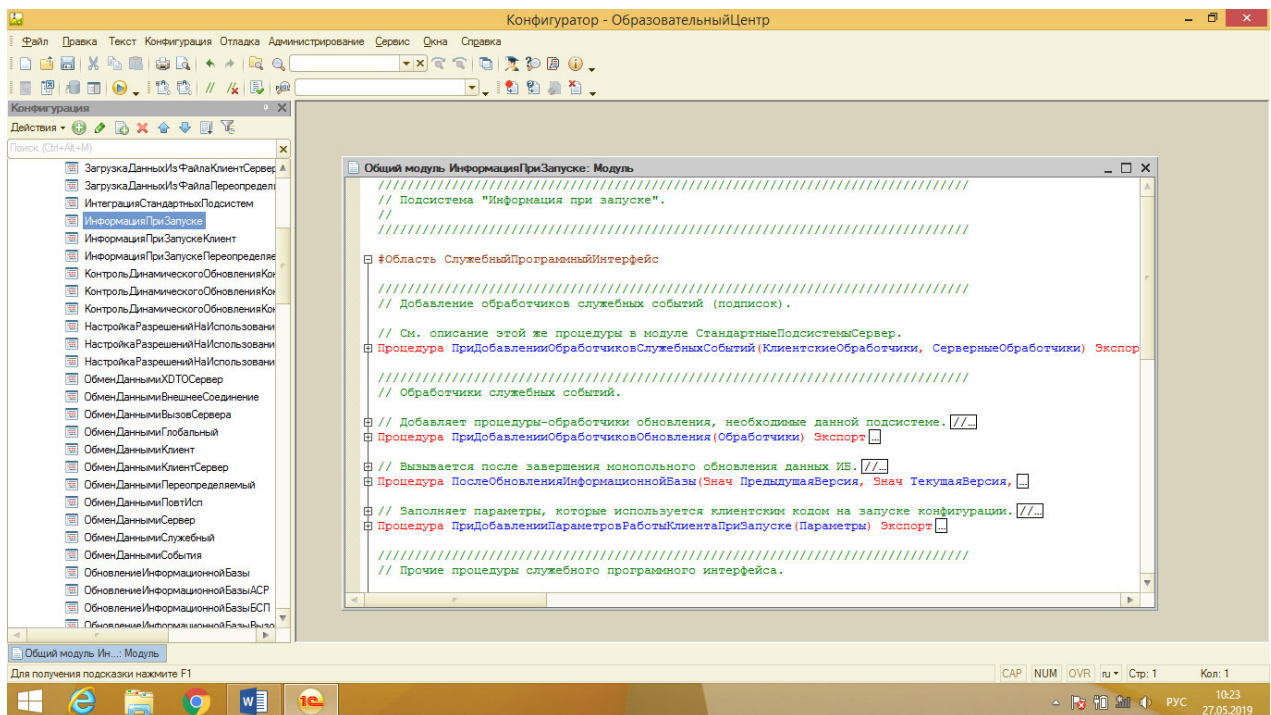 Конфигуратор - ОбразовательныйЦентр
Файл Правка Текст Конфигурация Отладка Администрирование Сервис Окна Справка
Конфигурация
Действия
Поиск (Ctrl+Alt+M)
ЗагрузкаДанныхИзФайлаКлиентСервер
ЗагрузкаДанныхИзФайлаПереопредел
ИнтеграцияСтандартныхПодсистем
ИнформацияПриЗапуске
ИнформацияПриЗапускеКлиент
ИнформацияПриЗапускеПереопределяе
КонтрольДинамическогоОбновленияКон
КонтрольДинамическогоОбновленияКон
КонтрольДинамическогоОбновленияКон
НастройкаРазрешенийНаИспользовани
НастройкаРазрешенийНаИспользовани
НастройкаРазрешенийНаИспользовани
ОбменДаннымиXDTOСервер
ОбменДаннымиВнешнееСоединение
ОбменДаннымиВызовСервера
ОбменДаннымиГлобальный
ОбменДаннымиКлиент
ОбменДаннымиКлиентСервер
ОбменДаннымиПереопределяемый
ОбменДаннымиПовтИсп
ОбменДаннымиСервер
ОбменДаннымиСлужебный
ОбменДаннымиСобытия
ОбновлениеИнформационнойБазы
ОбновлениеИнформационнойБазыАСР
ОбновлениеИнформационнойБазыБСП
ОбновлениеИнформационнойБазыВызо
Общий модуль ИнформацияПриЗапуске: Модуль
////////////////////////////////////////////////////////////////////////////////
// Подсистема "Информация при запуске".
//
////////////////////////////////////////////////////////////////////////////////
#Область СлужебныйПрограммныйИнтерфейс
////////////////////////////////////////////////////////////////////////////////
// Добавление обработчиков служебных событий (подписок).
// См. описание этой же процедуры в модуле СтандартныеПодсистемыСервер.
Процедура ПриДобавленииОбработчиковСлужебныхСобытий(КлиентскиеОбработчики, СерверныеОбработчики) Экспор
////////////////////////////////////////////////////////////////////////////////
// Обработчики служебных событий.
// Добавляет процедуры-обработчики обновления, необходимые данной подсистеме. //...
Процедура ПриДобавленииОбработчиковОбновления(Обработчики) Экспорт ...
// Вызывается после завершения монопольного обновления данных ИБ. //...
Процедура ПослеОбновленияИнформационнойБазы(Знач ПредыдущаяВерсия, Знач ТекущаяВерсия, ...
// Заполняет параметры, которые используется клиентским кодом на запуске конфигурации. //...
Процедура ПриДобавленииПараметровРаботыКлиентаПриЗапуске(Параметры) Экспорт ...
////////////////////////////////////////////////////////////////////////////////
// Прочие процедуры служебного программного интерфейса.
Общий модуль Ин...: Модуль
Для получения подсказки нажмите F1
CAP NUM OVR ru Стр: 1 Кол: 1
РУС 10:23
27.05.2019